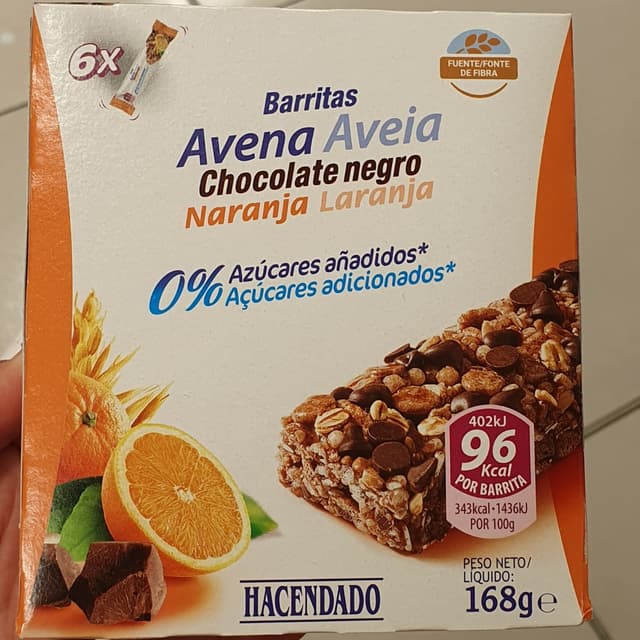 6x
FUENTE/FONTE
DE FIBRA
Barritas
Avena Aveia
Chocolate negro
Naranja Laranja
0% Azúcares añadidos*
Açúcares adicionados*
402kJ
96
Kcal
POR BARRITA
343kcal·1436kJ
POR 100g
PESO NETO/
LÍQUIDO:
168g e
HACENDADO